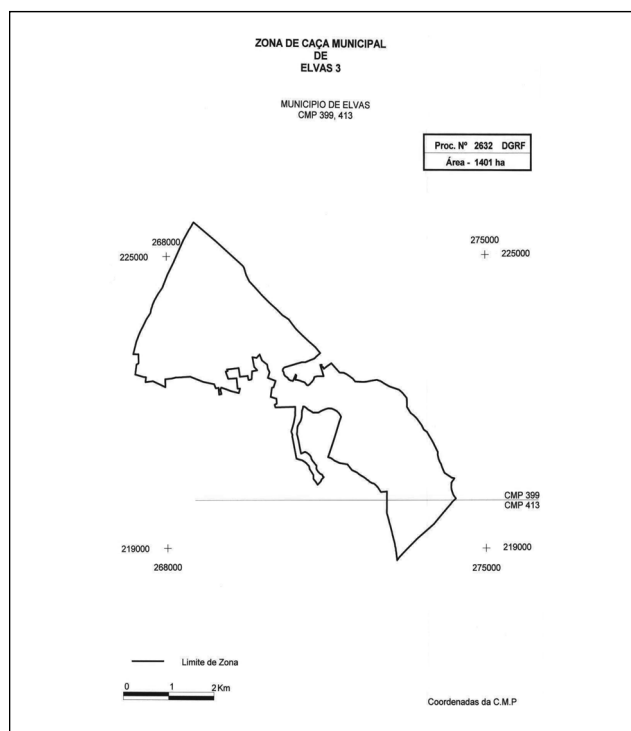 ZONA DE CAÇA MUNICIPAL
DE
ELVAS 3
MUNICIPIO DE ELVAS
CMP 399, 413
Proc. Nº 2632 DGRF
Área - 1401 ha
268000
225000
275000
225000
CMP 399
CMP 413
219000
268000
219000
275000
Limite de Zona
0 1 2 Km
Coordenadas da C.M.P